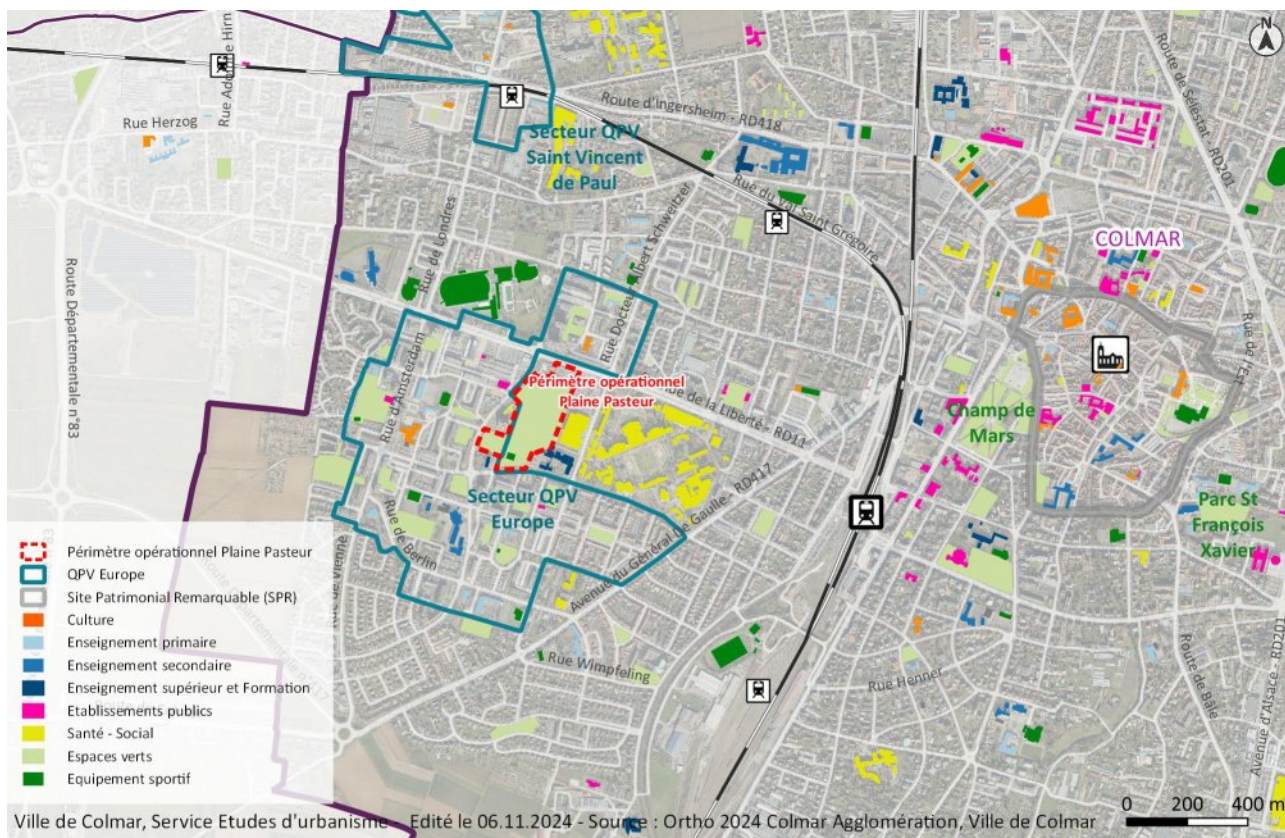 N
Rue Adolphe Hirn
Route d'Ingersheim - RD418
Route de Sélestat - RD201
Rue Herzog
Secteur QPV
Saint Vincent
de Paul
Rue du Val Saint Grégoire
Rue de Londres
Rue Docteur Albert Schweitzer
COLMAR
Route Départementale n°83
Rue de l'Est
Rue d'Amsterdam
Périmètre opérationnel
Plaine Pasteur
Rue de la Liberté - RD11
Champ de
Mars
Secteur QPV
Europe
Avenue du Général De Gaulle - RD417
Parc St
François
Xavier
Rue de Berlin
Rue de Vienne
Rue Wimpfeling
Rue Henner
Route de Bâle
Avenue d'Alsace RD201
Périmètre opérationnel Plaine Pasteur
QPV Europe
Site Patrimonial Remarquable (SPR)
Culture
Enseignement primaire
Enseignement secondaire
Enseignement supérieur et Formation
Etablissements publics
Santé - Social
Espaces verts
Equipement sportif
0 200 400 m
Ville de Colmar, Service Etudes d'urbanisme - Edité le 06.11.2024 - Source : Ortho 2024 Colmar Agglomération, Ville de Colmar